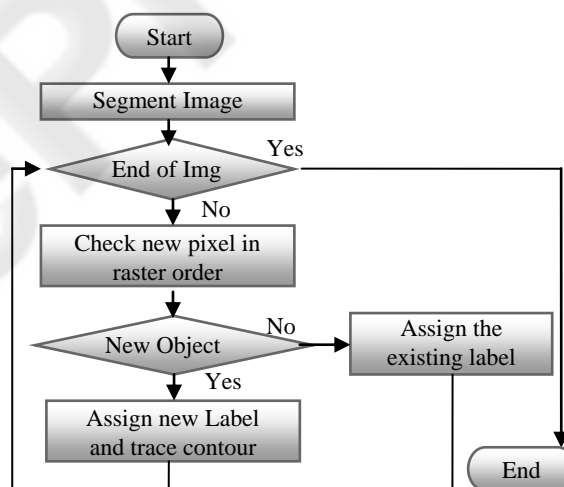 Start
Segment Image
End of Img
Yes
No
Check new pixel in
raster order
New Object
No
Assign the
existing label
Yes
Assign new Label
and trace contour
End